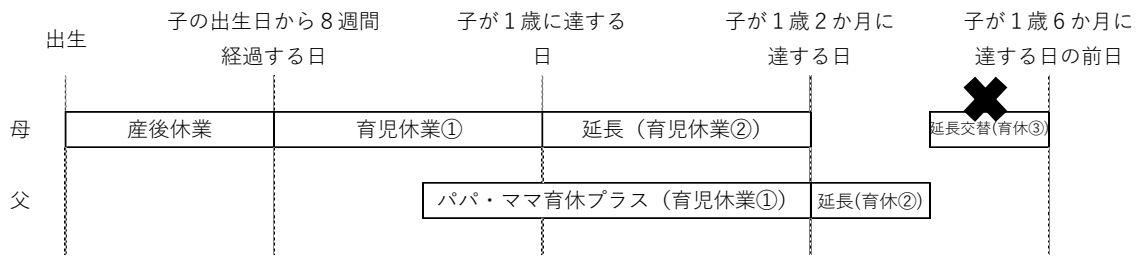 出生
子の出生日から８週間
経過する日
子が１歳に達する
日
子が１歳２か月に
達する日
子が１歳６か月に
達する日の前日
母
産後休業
育児休業①
延長（育児休業②）
延長交替(育休③)
父
パパ・ママ育休プラス（育児休業①）
延長(育休②)